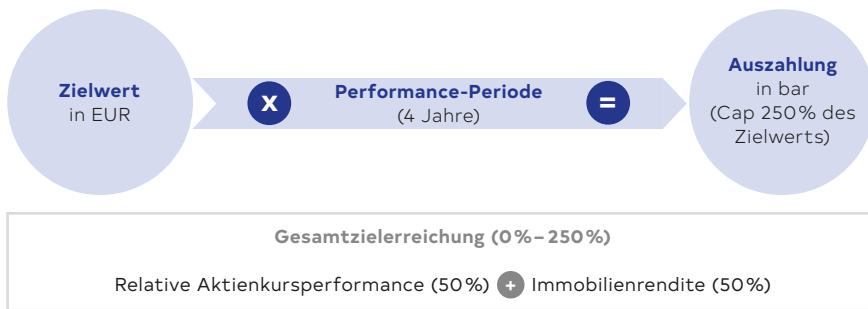 Zielwert
in EUR
X
Performance-Periode
(4 Jahre)
=
Auszahlung
in bar
(Cap 250% des
Zielwerts)
Gesamtzielerreichung (0%–250%)
Relative Aktienkursperformance (50%) + Immobilienrendite (50%)